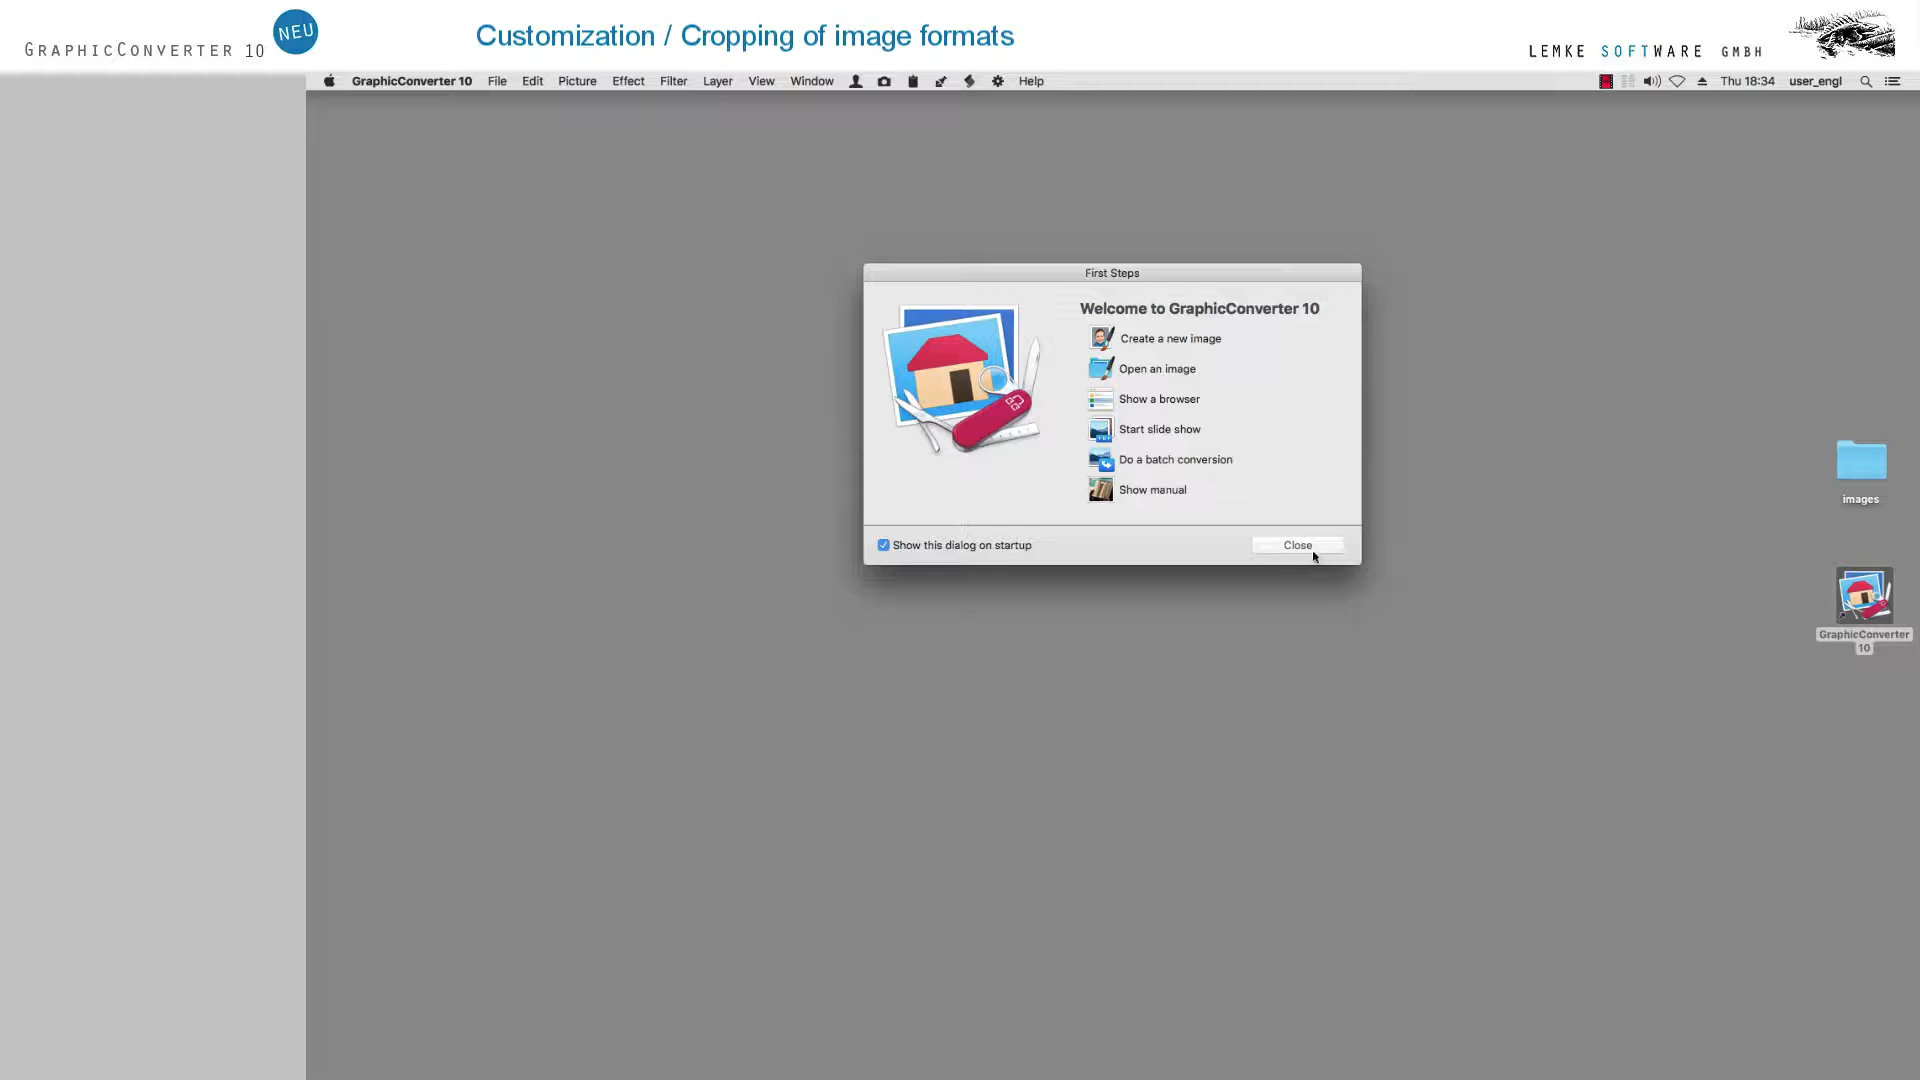 GRAPHICCONVERTER 10
NEU
Customization / Cropping of image formats
LEMKE SOFTWARE GMBH
GraphicConverter 10 File Edit Picture Effect Filter Layer View Window Help
Thu 18:34 user_engl
First Steps
Welcome to GraphicConverter 10
Create a new image
Open an image
Show a browser
Start slide show
Do a batch conversion
Show manual
Show this dialog on startup
Close
images
GraphicConverter
10